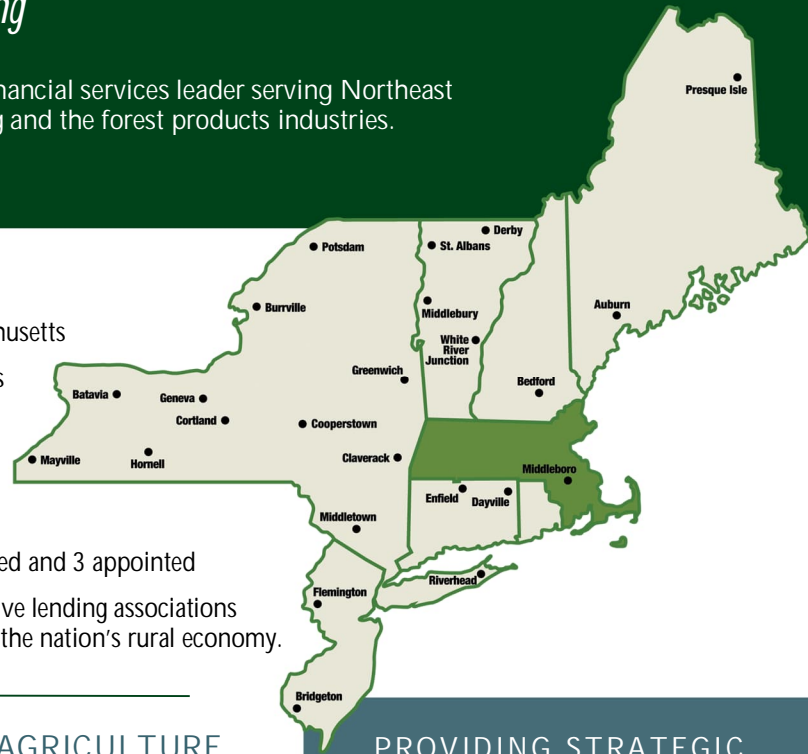 nancial services leader serving Northeast
g and the forest products industries.
Presque Isle
Derby
Potsdam
St. Albans
Burrville
Middlebury
Auburn
husetts
White
River
Junction
Greenwich
Bedford
Batavia
Geneva
Cortland
Cooperstown
Mayville
Hornell
Claverack
Middleboro
Enfield
Dayville
Middletown
ed and 3 appointed
Flemington
Riverhead
ve lending associations
the nation's rural economy.
Bridgeton
AGRICULTURE
PROVIDING STRATEGIC